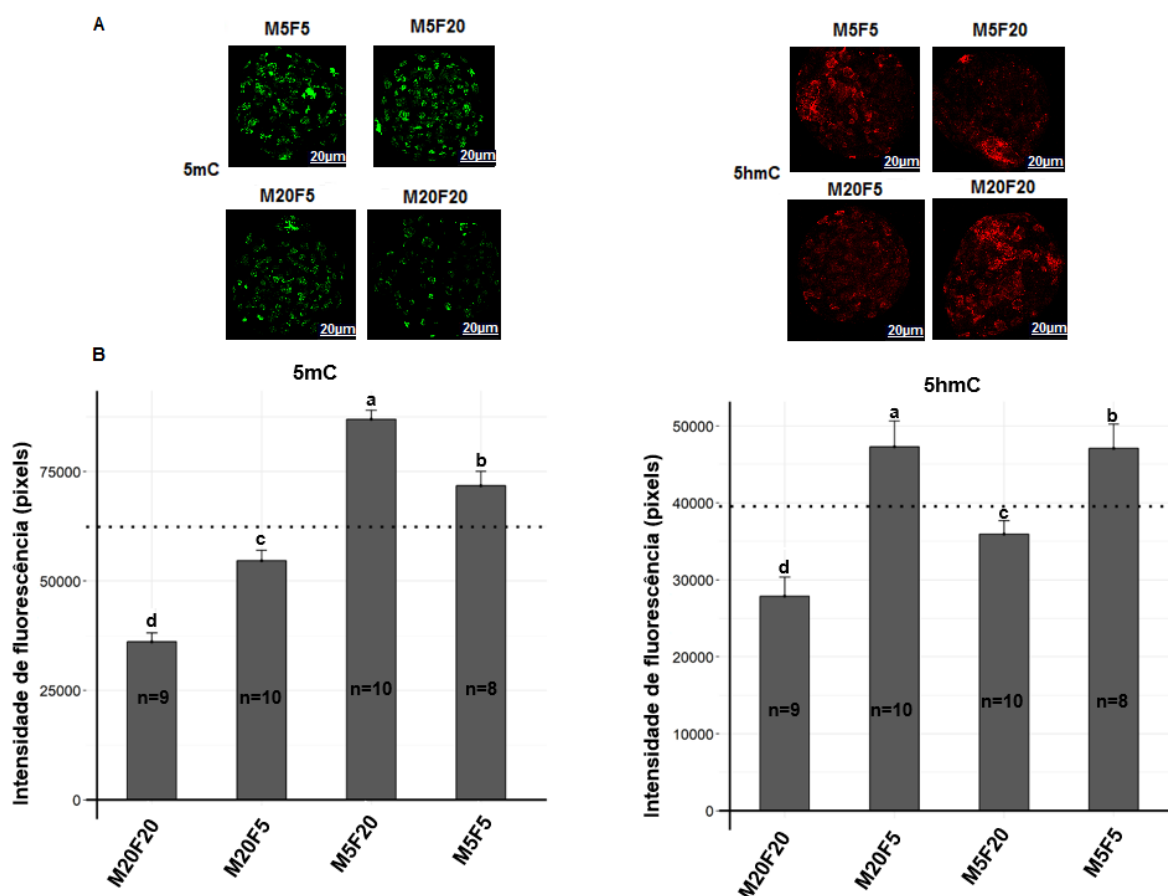 A
M5F5 M5F20
5mC
20µm 20µm
M20F5 M20F20
20µm 20µm
M5F5 M5F20
5hmC
20µm 20µm
M20F5 M20F20
20µm 20µm
B
5mC
Intensidade de fluorescência (pixels)
75000
50000
25000
0
d
c
a
b
n=9 n=10 n=10 n=8
M20F20 M20F5 M5F20 M5F5
5hmC
Intensidade de fluorescência (pixels)
50000
40000
30000
20000
10000
0
d
a
c
b
n=9 n=10 n=10 n=8
M20F20 M20F5 M5F20 M5F5